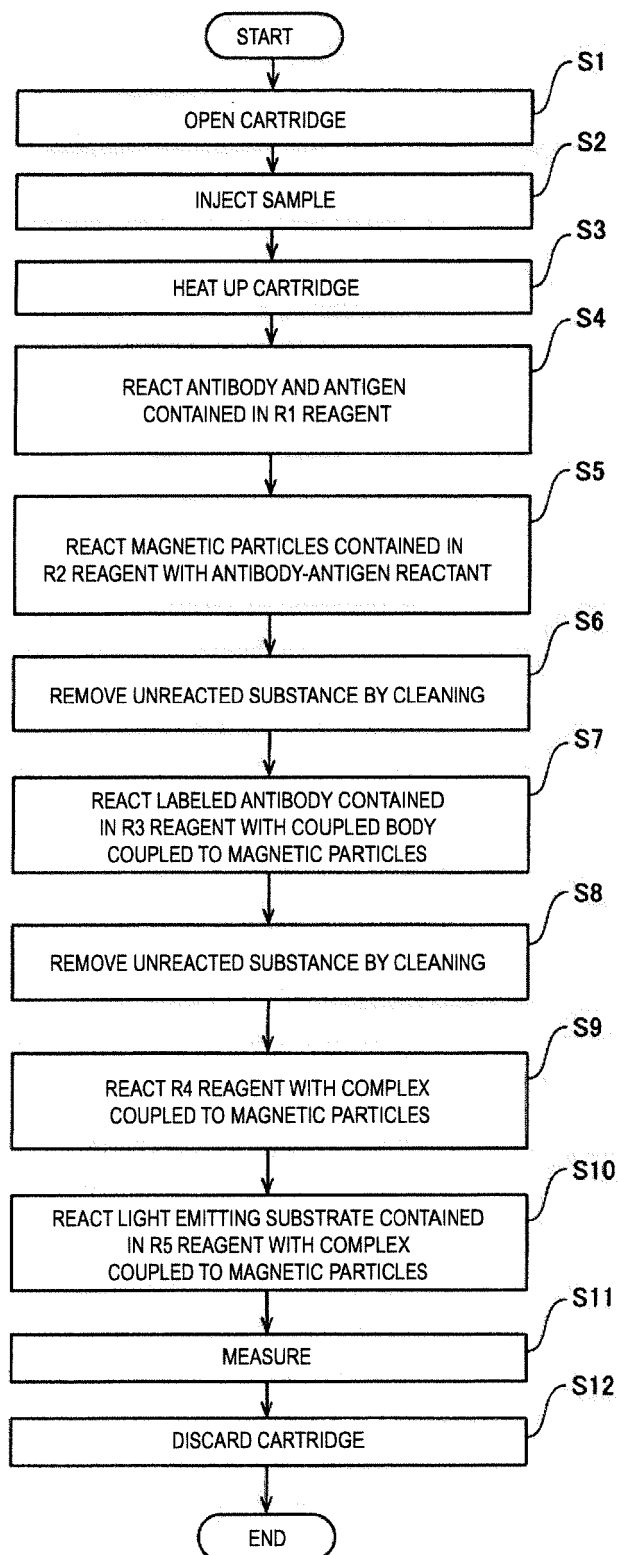 START
S1
OPEN CARTRIDGE
S2
INJECT SAMPLE
S3
HEAT UP CARTRIDGE
S4
REACT ANTIBODY AND ANTIGEN
CONTAINED IN R1 REAGENT
S5
REACT MAGNETIC PARTICLES CONTAINED IN
R2 REAGENT WITH ANTIBODY-ANTIGEN REACTANT
S6
REMOVE UNREACTED SUBSTANCE BY CLEANING
S7
REACT LABELED ANTIBODY CONTAINED
IN R3 REAGENT WITH COUPLED BODY
COUPLED TO MAGNETIC PARTICLES
S8
REMOVE UNREACTED SUBSTANCE BY CLEANING
S9
REACT R4 REAGENT WITH COMPLEX
COUPLED TO MAGNETIC PARTICLES
S10
REACT LIGHT EMITTING SUBSTRATE CONTAINED
IN R5 REAGENT WITH COMPLEX
COUPLED TO MAGNETIC PARTICLES
S11
MEASURE
S12
DISCARD CARTRIDGE
END